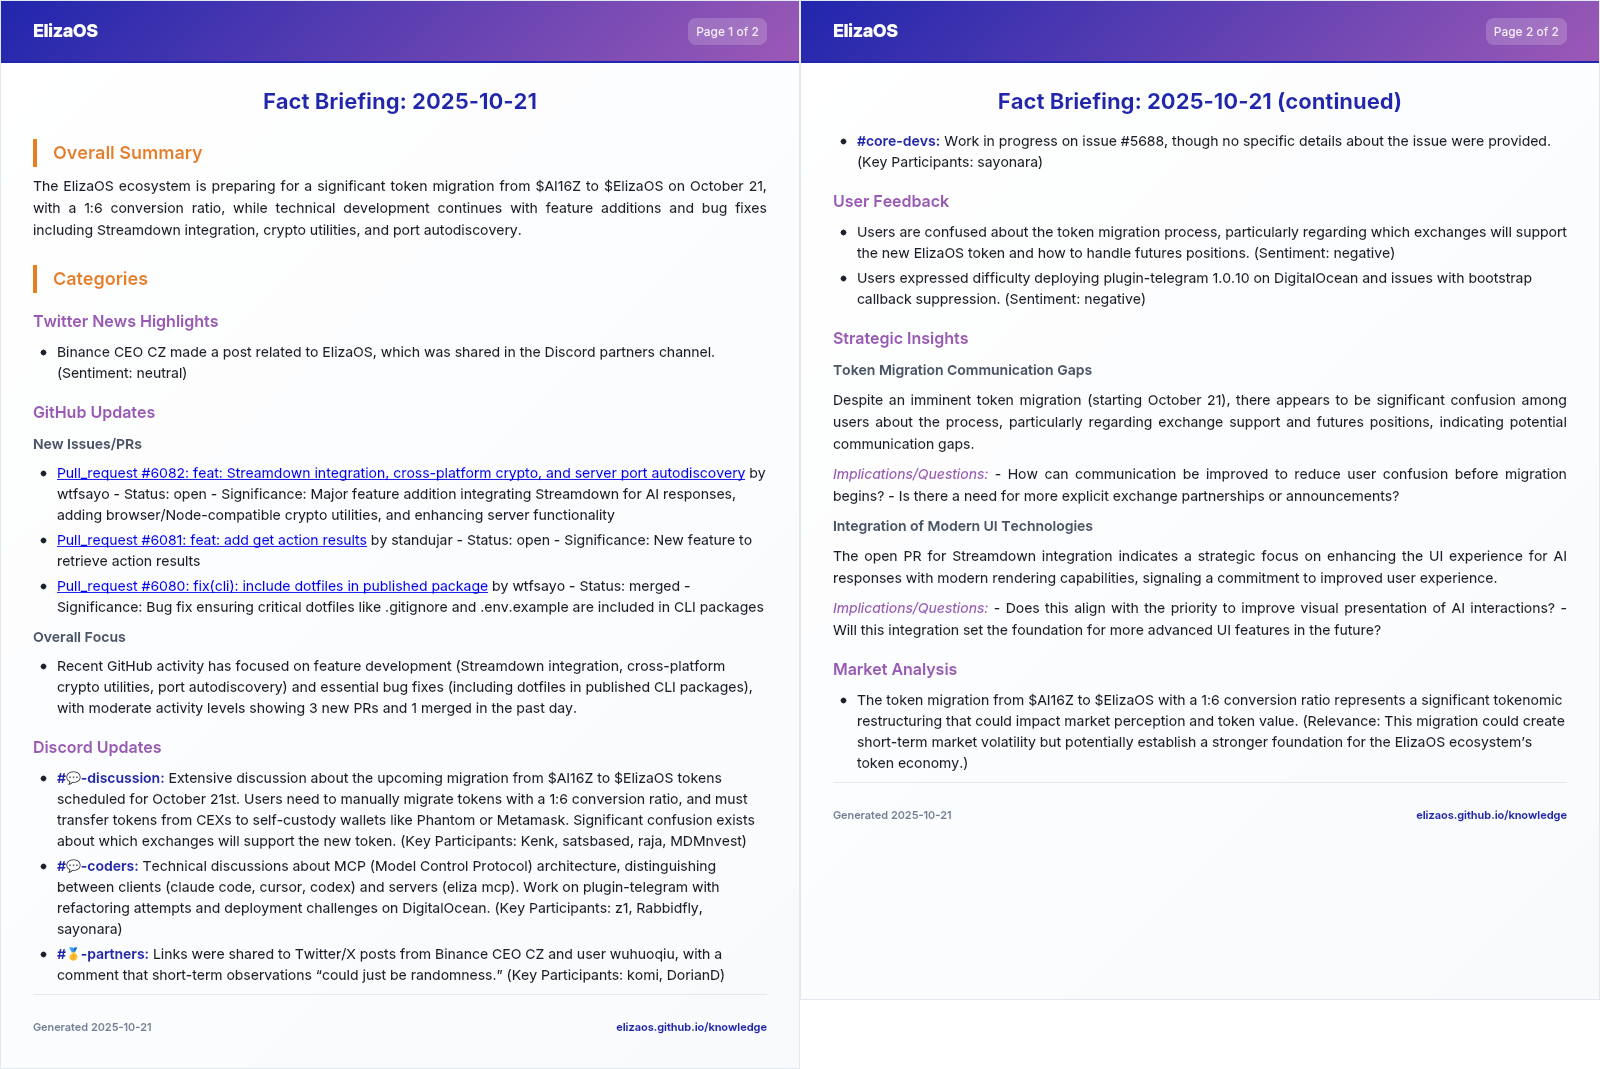 ElizaOS
Page 1 of 2
Fact Briefing: 2025-10-21
Overall Summary
The ElizaOS ecosystem is preparing for a significant token migration from $AI16Z to $ElizaOS on October 21,
with a 1:6 conversion ratio, while technical development continues with feature additions and bug fixes
including Streamdown integration, crypto utilities, and port autodiscovery.
Categories
Twitter News Highlights
• Binance CEO CZ made a post related to ElizaOS, which was shared in the Discord partners channel.
(Sentiment: neutral)
GitHub Updates
New Issues/PRs
• Pull_request #6082: feat: Streamdown integration, cross-platform crypto, and server port autodiscovery by
wtfsayo - Status: open - Significance: Major feature addition integrating Streamdown for AI responses,
adding browser/Node-compatible crypto utilities, and enhancing server functionality
• Pull_request #6081: feat: add get action results by standujar - Status: open - Significance: New feature to
retrieve action results
• Pull_request #6080: fix(cli): include dotfiles in published package by wtfsayo - Status: merged -
Significance: Bug fix ensuring critical dotfiles like .gitignore and .env.example are included in CLI packages
Overall Focus
• Recent GitHub activity has focused on feature development (Streamdown integration, cross-platform
crypto utilities, port autodiscovery) and essential bug fixes (including dotfiles in published CLI packages),
with moderate activity levels showing 3 new PRs and 1 merged in the past day.
Discord Updates
• #💬-discussion: Extensive discussion about the upcoming migration from $AI16Z to $ElizaOS tokens
scheduled for October 21st. Users need to manually migrate tokens with a 1:6 conversion ratio, and must
transfer tokens from CEXs to self-custody wallets like Phantom or Metamask. Significant confusion exists
about which exchanges will support the new token. (Key Participants: Kenk, satsbased, raja, MDMnvest)
• #💬-coders: Technical discussions about MCP (Model Control Protocol) architecture, distinguishing
between clients (claude code, cursor, codex) and servers (eliza mcp). Work on plugin-telegram with
refactoring attempts and deployment challenges on DigitalOcean. (Key Participants: z1, Rabbidfly,
sayonara)
• #🥇-partners: Links were shared to Twitter/X posts from Binance CEO CZ and user wuhuoqiu, with a
comment that short-term observations “could just be randomness.” (Key Participants: komi, DorianD)
Generated 2025-10-21
elizaos.github.io/knowledge
ElizaOS
Page 2 of 2
Fact Briefing: 2025-10-21 (continued)
• #core-devs: Work in progress on issue #5688, though no specific details about the issue were provided.
(Key Participants: sayonara)
User Feedback
• Users are confused about the token migration process, particularly regarding which exchanges will support
the new ElizaOS token and how to handle futures positions. (Sentiment: negative)
• Users expressed difficulty deploying plugin-telegram 1.0.10 on DigitalOcean and issues with bootstrap
callback suppression. (Sentiment: negative)
Strategic Insights
Token Migration Communication Gaps
Despite an imminent token migration (starting October 21), there appears to be significant confusion among
users about the process, particularly regarding exchange support and futures positions, indicating potential
communication gaps.
Implications/Questions: - How can communication be improved to reduce user confusion before migration
begins? - Is there a need for more explicit exchange partnerships or announcements?
Integration of Modern UI Technologies
The open PR for Streamdown integration indicates a strategic focus on enhancing the UI experience for AI
responses with modern rendering capabilities, signaling a commitment to improved user experience.
Implications/Questions: - Does this align with the priority to improve visual presentation of AI interactions? -
Will this integration set the foundation for more advanced UI features in the future?
Market Analysis
• The token migration from $AI16Z to $ElizaOS with a 1:6 conversion ratio represents a significant tokenomic
restructuring that could impact market perception and token value. (Relevance: This migration could create
short-term market volatility but potentially establish a stronger foundation for the ElizaOS ecosystem’s
token economy.)
Generated 2025-10-21
elizaos.github.io/knowledge